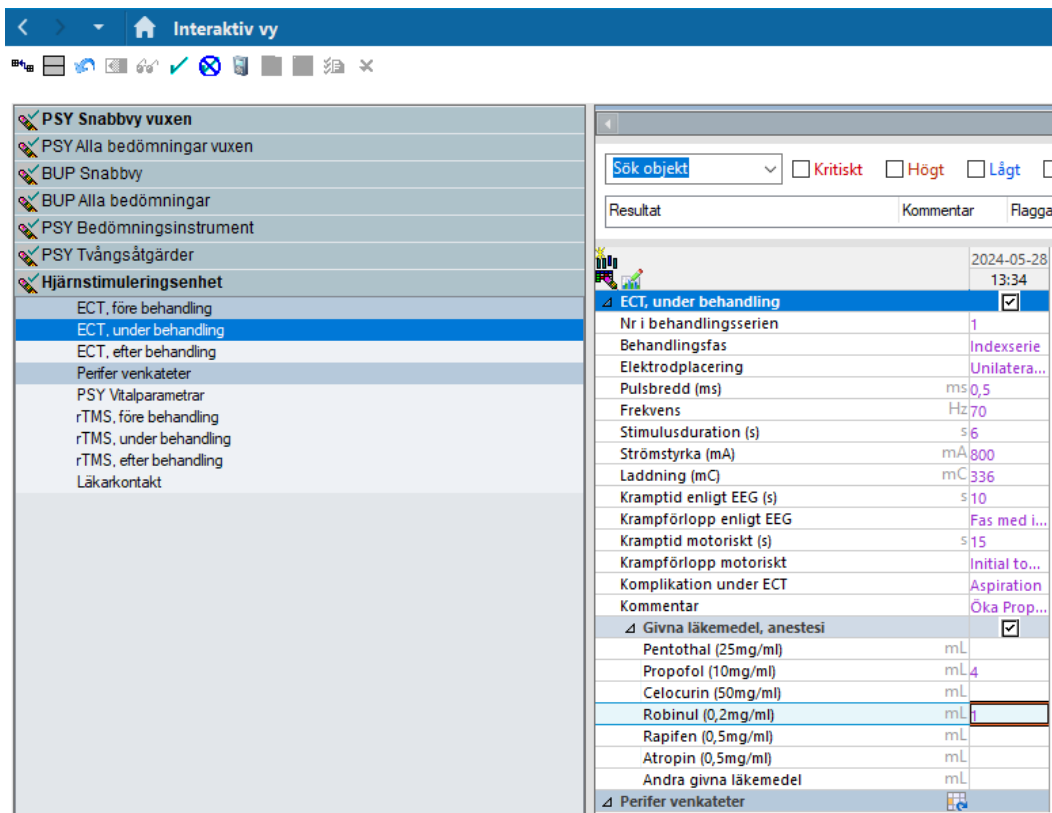 Interaktiv vy
PSY Snabbvy vuxen
PSY Alla bedömningar vuxen
BUP Snabbvy
BUP Alla bedömningar
PSY Bedömningsinstrument
PSY Tvångsåtgärder
Hjärnstimuleringsenhet
ECT, före behandling
ECT, under behandling
ECT, efter behandling
Perifer venkateter
PSY Vitalparametrar
rTMS, före behandling
rTMS, under behandling
rTMS, efter behandling
Läkarkontakt
Sök objekt Kritiskt Högt Lågt
Resultat Kommentar Flagga
2024-05-28
13:34
ECT, under behandling
Nr i behandlingsserien 1
Behandlingsfas Indexserie
Elektrodplacering Unilatera...
Pulsbredd (ms) ms 0,5
Frekvens Hz 70
Stimulusduration (s) s 6
Strömstyrka (mA) mA 800
Laddning (mC) mC 336
Kramptid enligt EEG (s) s 10
Krampförlopp enligt EEG Fas med i...
Kramptid motoriskt (s) s 15
Krampförlopp motoriskt Initial to...
Komplikation under ECT Aspiration
Kommentar Öka Prop...
Givna läkemedel, anestesi
Pentothal (25mg/ml) mL
Propofol (10mg/ml) mL 4
Celocurin (50mg/ml) mL
Robinul (0,2mg/ml) mL 1
Rapifen (0,5mg/ml) mL
Atropin (0,5mg/ml) mL
Andra givna läkemedel mL
Perifer venkateter